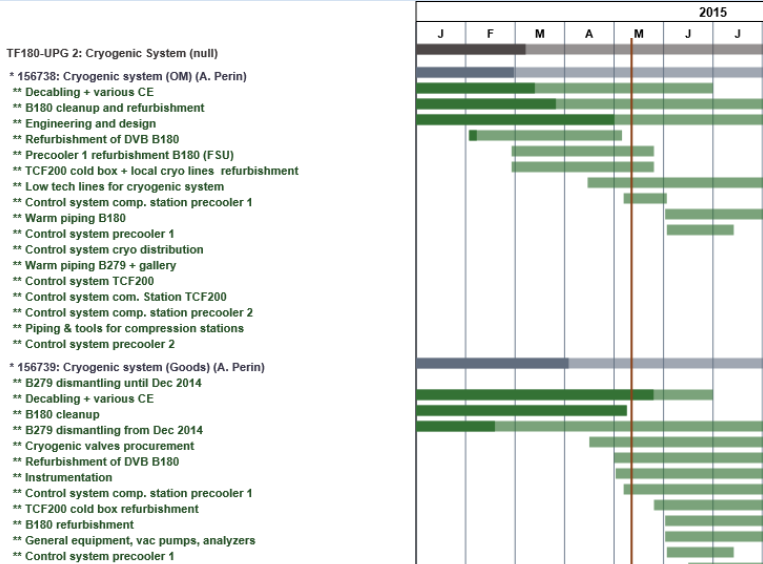 2015
J F M A M J J
TF180-UPG 2: Cryogenic System (null)
* 156738: Cryogenic system (OM) (A. Perin)
** Decabling + various CE
** B180 cleanup and refurbishment
** Engineering and design
** Refurbishment of DVB B180
** Precooler 1 refurbishment B180 (FSU)
** TCF200 cold box + local cryo lines refurbishment
** Low tech lines for cryogenic system
** Control system comp. station precooler 1
** Warm piping B180
** Control system precooler 1
** Control system cryo distribution
** Warm piping B279 + gallery
** Control system TCF200
** Control system com. Station TCF200
** Control system comp. station precooler 2
** Piping & tools for compression stations
** Control system precooler 2
* 156739: Cryogenic system (Goods) (A. Perin)
** B279 dismantling until Dec 2014
** Decabling + various CE
** B180 cleanup
** B279 dismantling from Dec 2014
** Cryogenic valves procurement
** Refurbishment of DVB B180
** Instrumentation
** Control system comp. station precooler 1
** TCF200 cold box refurbishment
** B180 refurbishment
** General equipment, vac pumps, analyzers
** Control system precooler 1